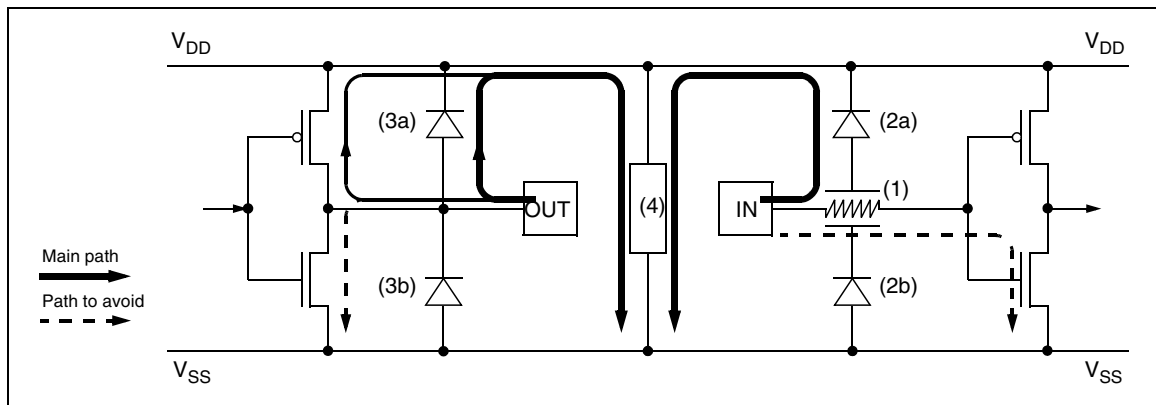 VDD
VDD
(3a)
(2a)
(1)
OUT
(4)
IN
Main path
Path to avoid
(3b)
(2b)
VSS
VSS